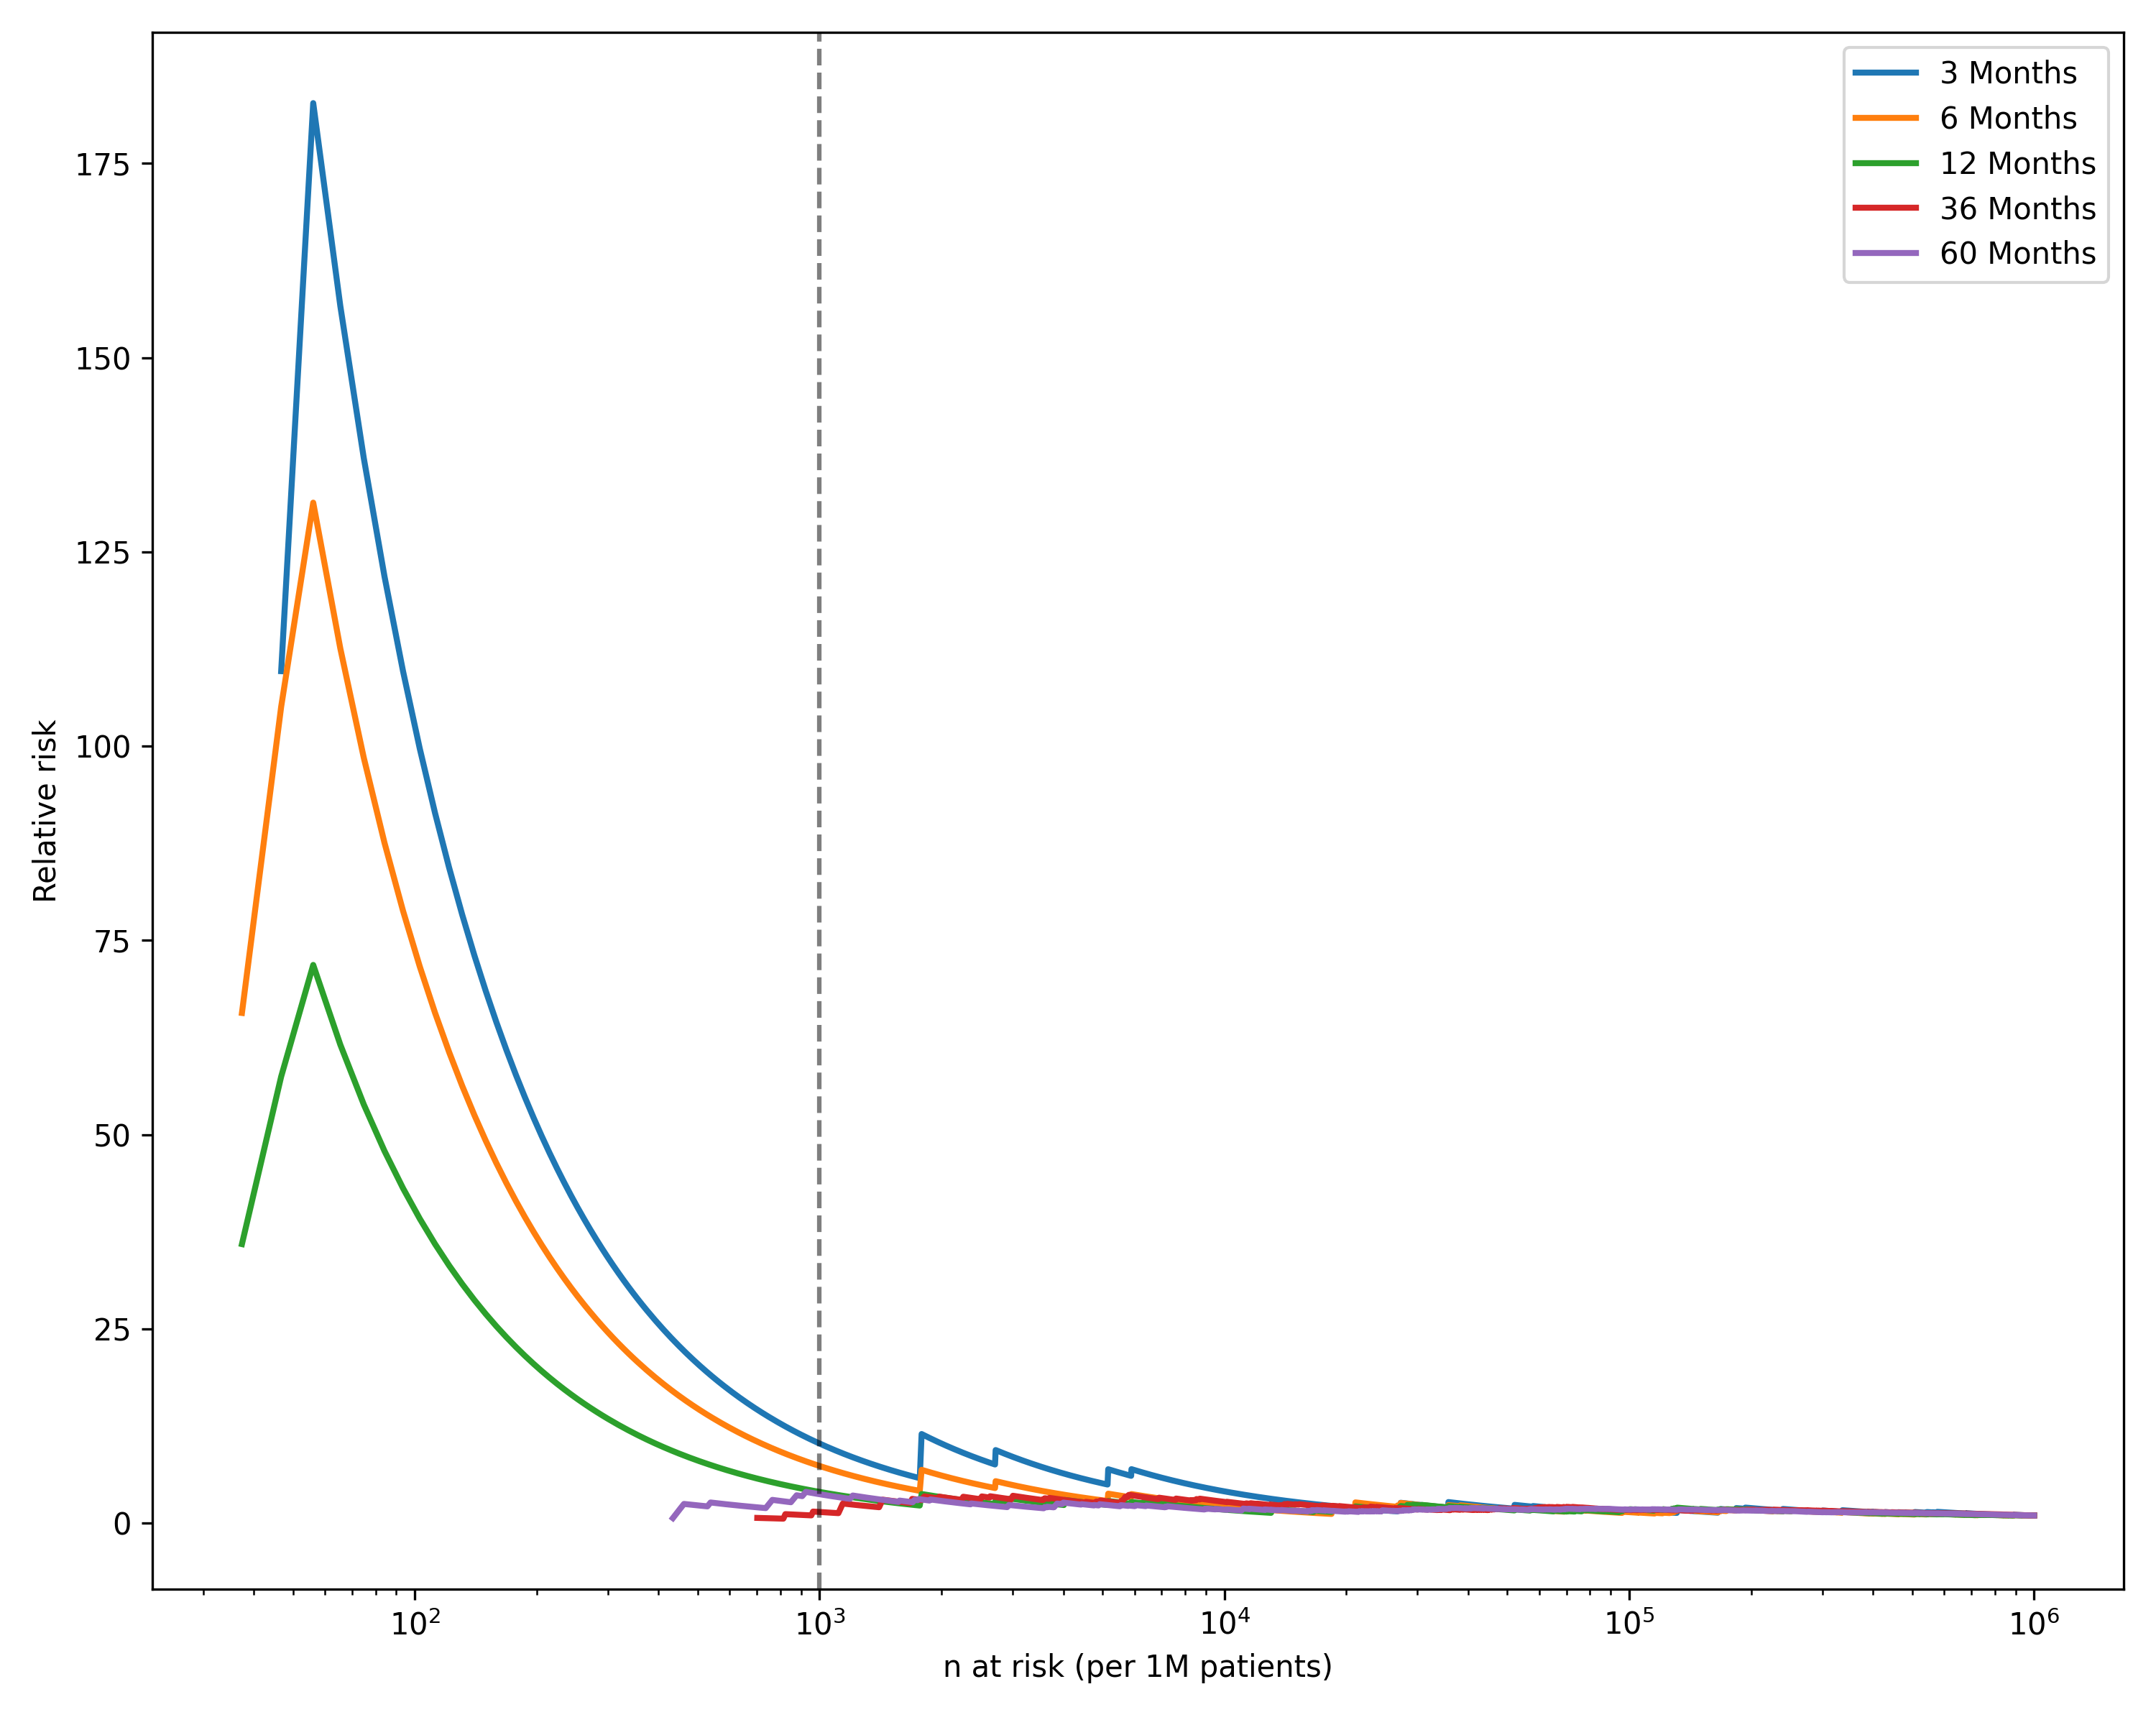 3 Months
6 Months
12 Months
36 Months
60 Months
175
150
125
100
75
50
25
0
Relative risk
10²
10³
10⁴
10⁵
10⁶
n at risk (per 1M patients)